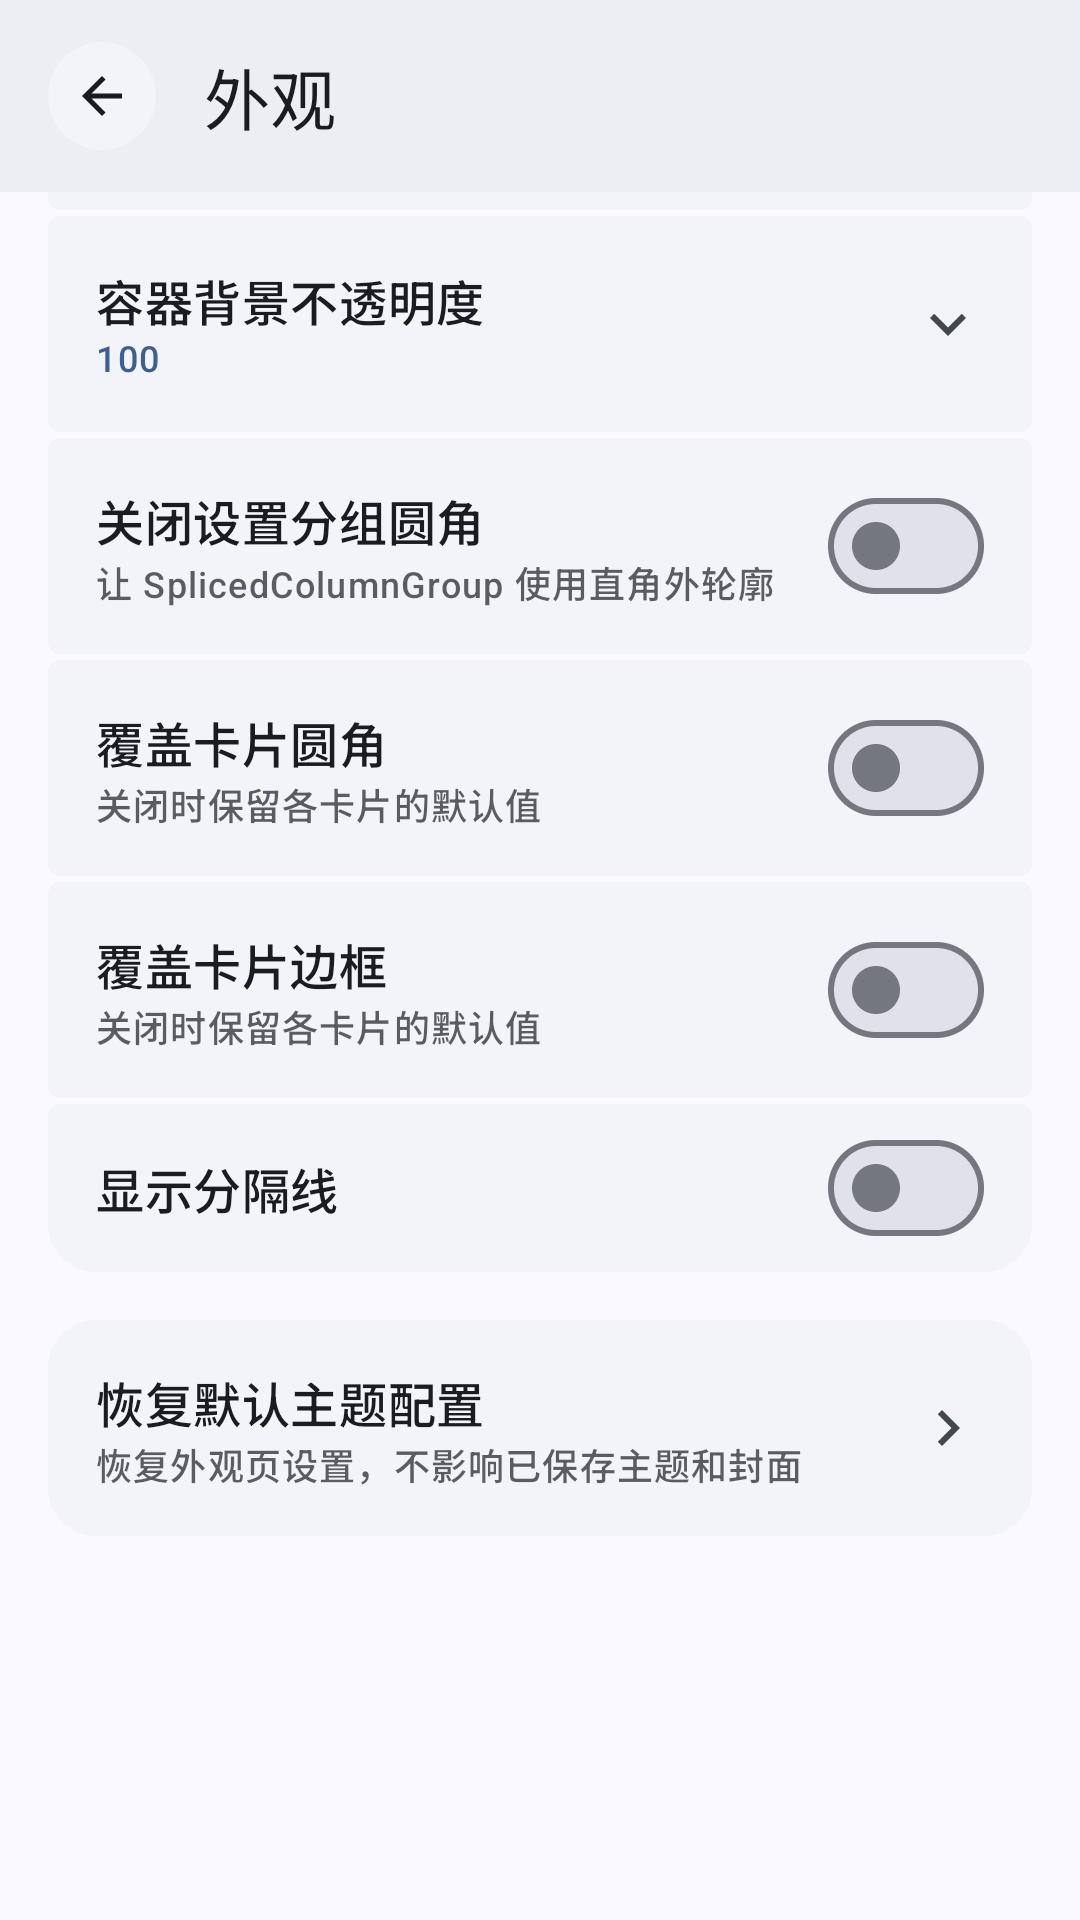 外观
容器背景不透明度
100
关闭设置分组圆角
让 SplicedColumnGroup 使用直角外轮廓
覆盖卡片圆角
关闭时保留各卡片的默认值
覆盖卡片边框
关闭时保留各卡片的默认值
显示分隔线
恢复默认主题配置
恢复外观页设置，不影响已保存主题和封面